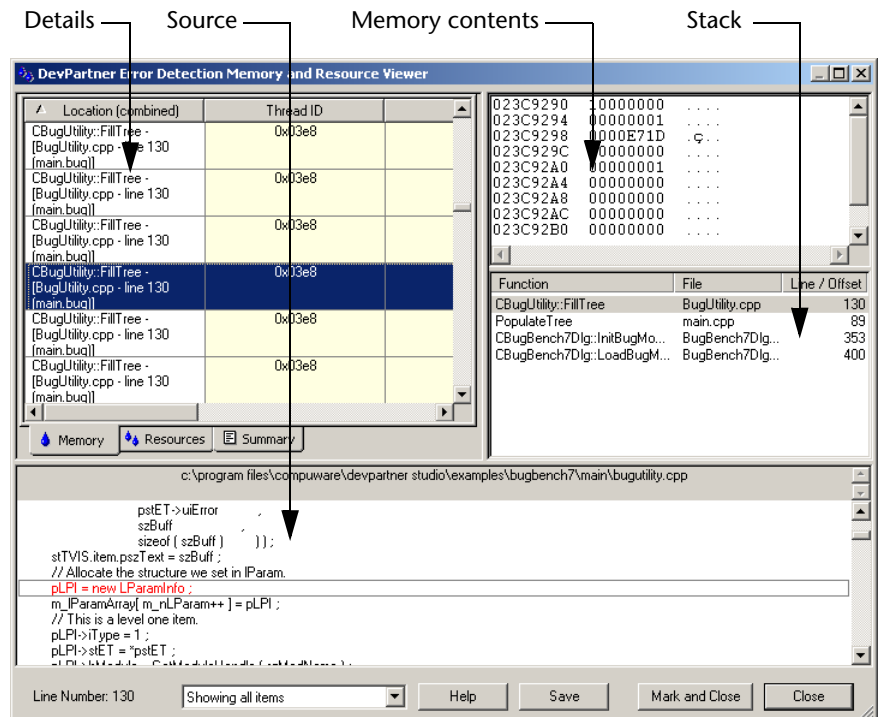 Details Source Memory contents Stack
DevPartner Error Detection Memory and Resource Viewer
Location (combined) Thread ID
CBugUtility::FillTree - 0x03e8
[BugUtility.cpp - line 130
(main.bug)]
CBugUtility::FillTree - 0x03e8
[BugUtility.cpp - line 130
(main.bug)]
CBugUtility::FillTree - 0x03e8
[BugUtility.cpp - line 130
(main.bug)]
CBugUtility::FillTree - 0x03e8
[BugUtility.cpp - line 130
(main.bug)]
CBugUtility::FillTree - 0x03e8
[BugUtility.cpp - line 130
(main.bug)]
CBugUtility::FillTree - 0x03e8
[BugUtility.cpp - line 130
(main.bug)]
Memory Resources Summary
023C9290 10000000 ....
023C9294 00000001 ....
023C9298 0000E71D .ç..
023C929C 00000000 ....
023C92A0 00000001 ....
023C92A4 00000000 ....
023C92A8 00000000 ....
023C92AC 00000000 ....
023C92B0 00000000 ....
Function File Line / Offset
CBugUtility::FillTree BugUtility.cpp 130
PopulateTree main.cpp 89
CBugBench7Dlg::InitBugMo... BugBench7Dlg... 353
CBugBench7Dlg::LoadBugM... BugBench7Dlg... 400
c:\program files\compuware\devpartner studio\examples\bugbench7\main\bugutility.cpp
pstET->uiError ,
szBuff ,
sizeof ( szBuff ) ) ) ;
stTVIS.item.pszText = szBuff ;
// Allocate the structure we set in lParam.
pLPI = new LParamInfo ;
m_lParamArray[ m_nLParam++ ] = pLPI ;
// This is a level one item.
pLPI->iType = 1 ;
pLPI->stET = *pstET ;
Line Number: 130 Showing all items Help Save Mark and Close Close